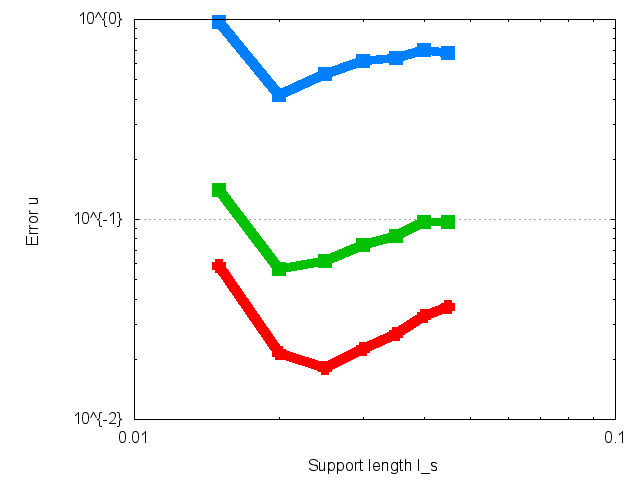 10^{0}
10^{-1}
10^{-2}
Error u
0.01
0.1
Support length l_s